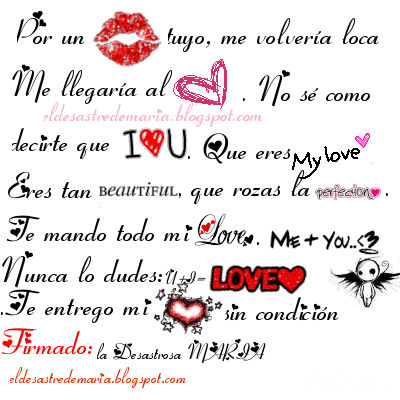 Por un tuyo, me volvería loca
Me llegaría al . No sé como
eldesastredemaria.blogspot.com
decirte que I U. Que eres My love
Eres tan BEAUTIFUL, que rozas la perfection .
Te mando todo mi Love. ME + YOU..<3
Nunca lo dudes: U+I= LOVE
.Te entrego mi sin condición
Firmado: la Desastrosa MARIA
eldesastredemaria.blogspot.com